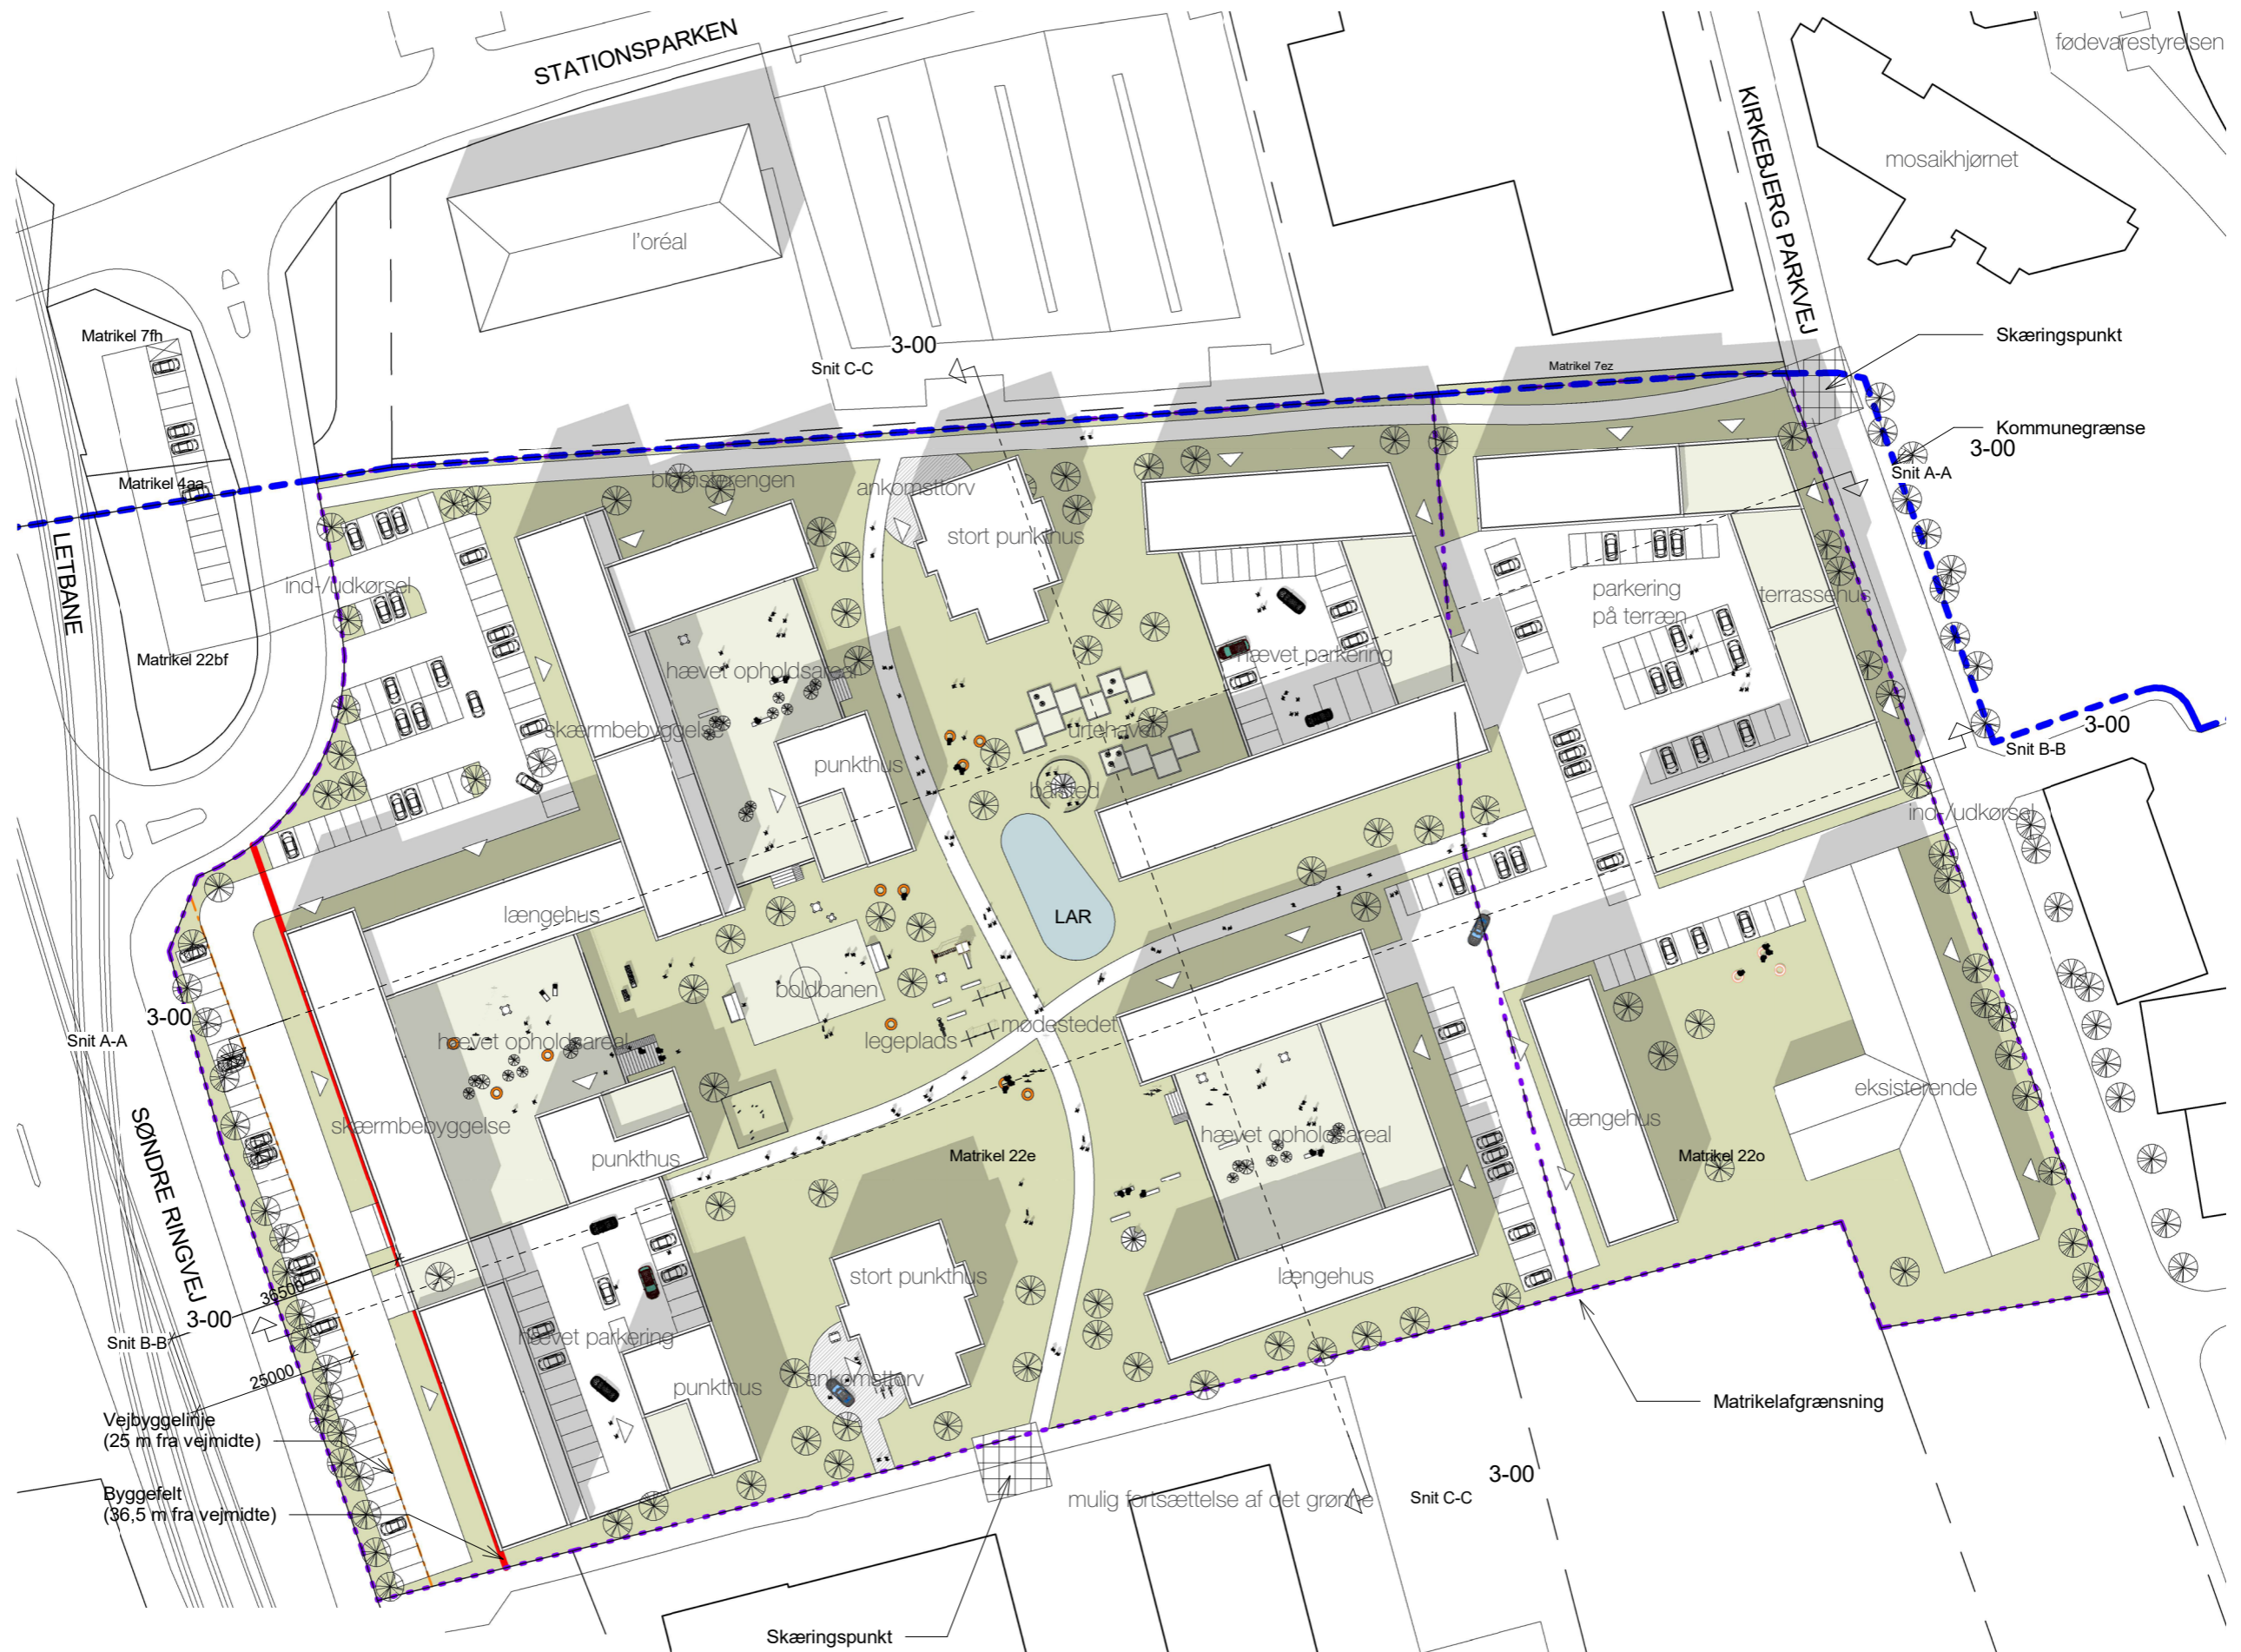 STATIONSPARKEN
fødevarestyrelsen
KIRKEBJERG PARKVEJ
mosaikhjørnet
l'oréal
Matrikel 7fh
3-00
Snit C-C
Skæringspunkt
Matrikel 7ez
Kommunegrænse
3-00
Snit A-A
Matrikel 4aa
blomsterengen
ankomsttorv
stort punkthus
LETBANE
ind-/udkørsel
parkering
på terræn
terrassehus
Matrikel 22bf
hævet opholdsareal
hævet parkering
skærmbebyggelse
urtehaven
3-00
Snit B-B
punkthus
bålsted
ind-/udkørsel
længehus
LAR
boldbanen
3-00
Snit A-A
hævet opholdsareal
legeplads
mødestedet
eksisterende
skærmbebyggelse
længehus
hævet opholdsareal
punkthus
Matrikel 22e
Matrikel 22o
SØNDRE RINGVEJ
stort punkthus
længehus
36500
3-00
Snit B-B
hævet parkering
25000
punkthus
ankomsttorv
Matrikelafgrænsning
Vejbyggelinje
(25 m fra vejmidte)
3-00
Byggefelt
(36,5 m fra vejmidte)
mulig fortsættelse af det grønne
Snit C-C
Skæringspunkt